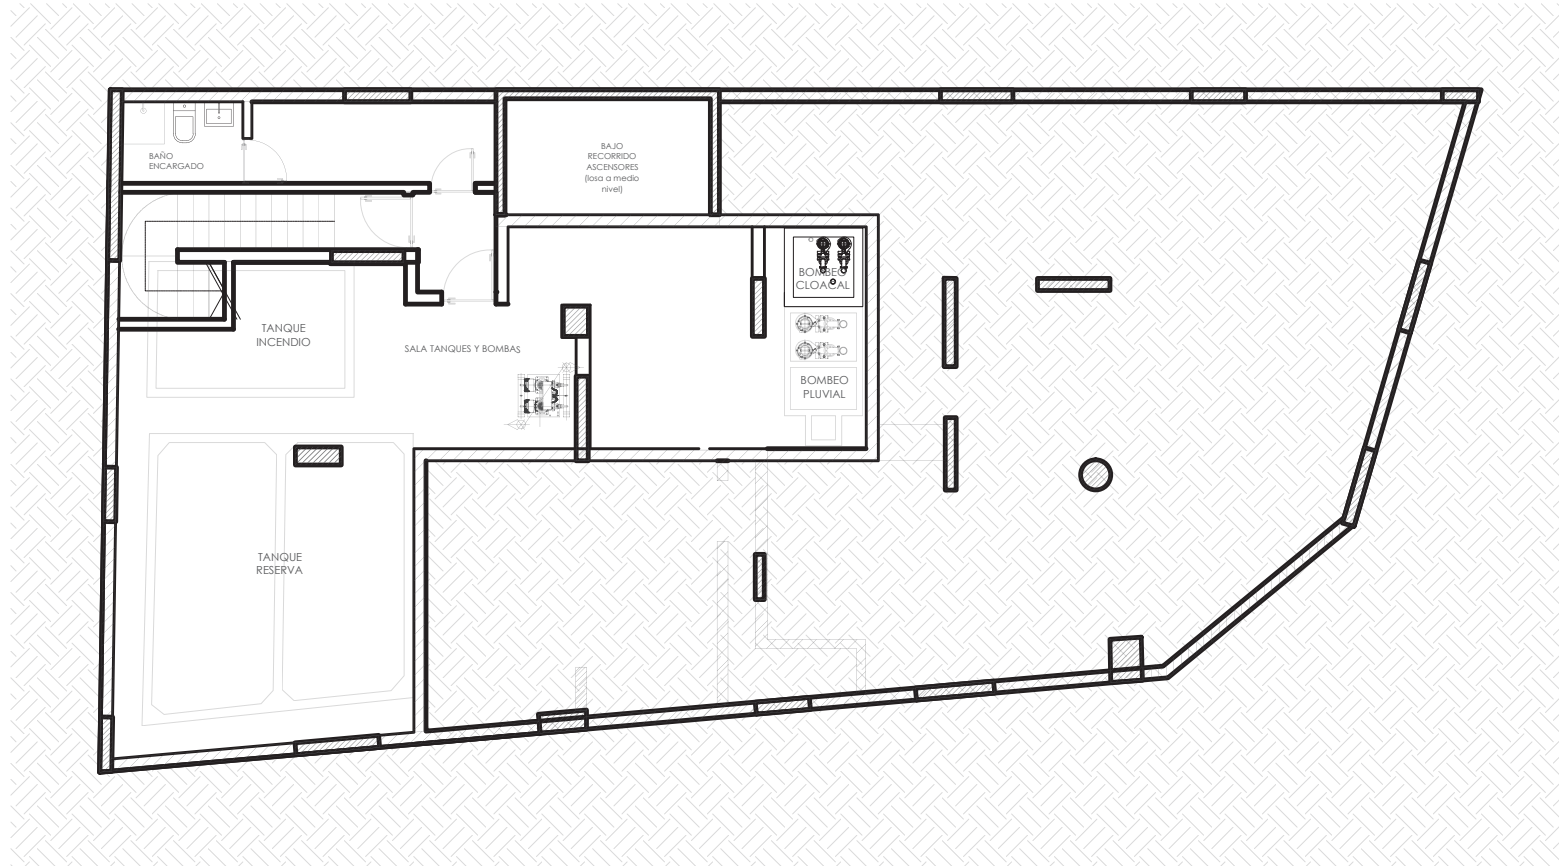 BAÑO
ENCARGADO
BAJO
RECORRIDO
ASCENSORES
(losa a medio
nivel)
BOMBEO
CLOACAL
TANQUE
INCENDIO
SALA TANQUES Y BOMBAS
BOMBEO
PLUVIAL
TANQUE
RESERVA